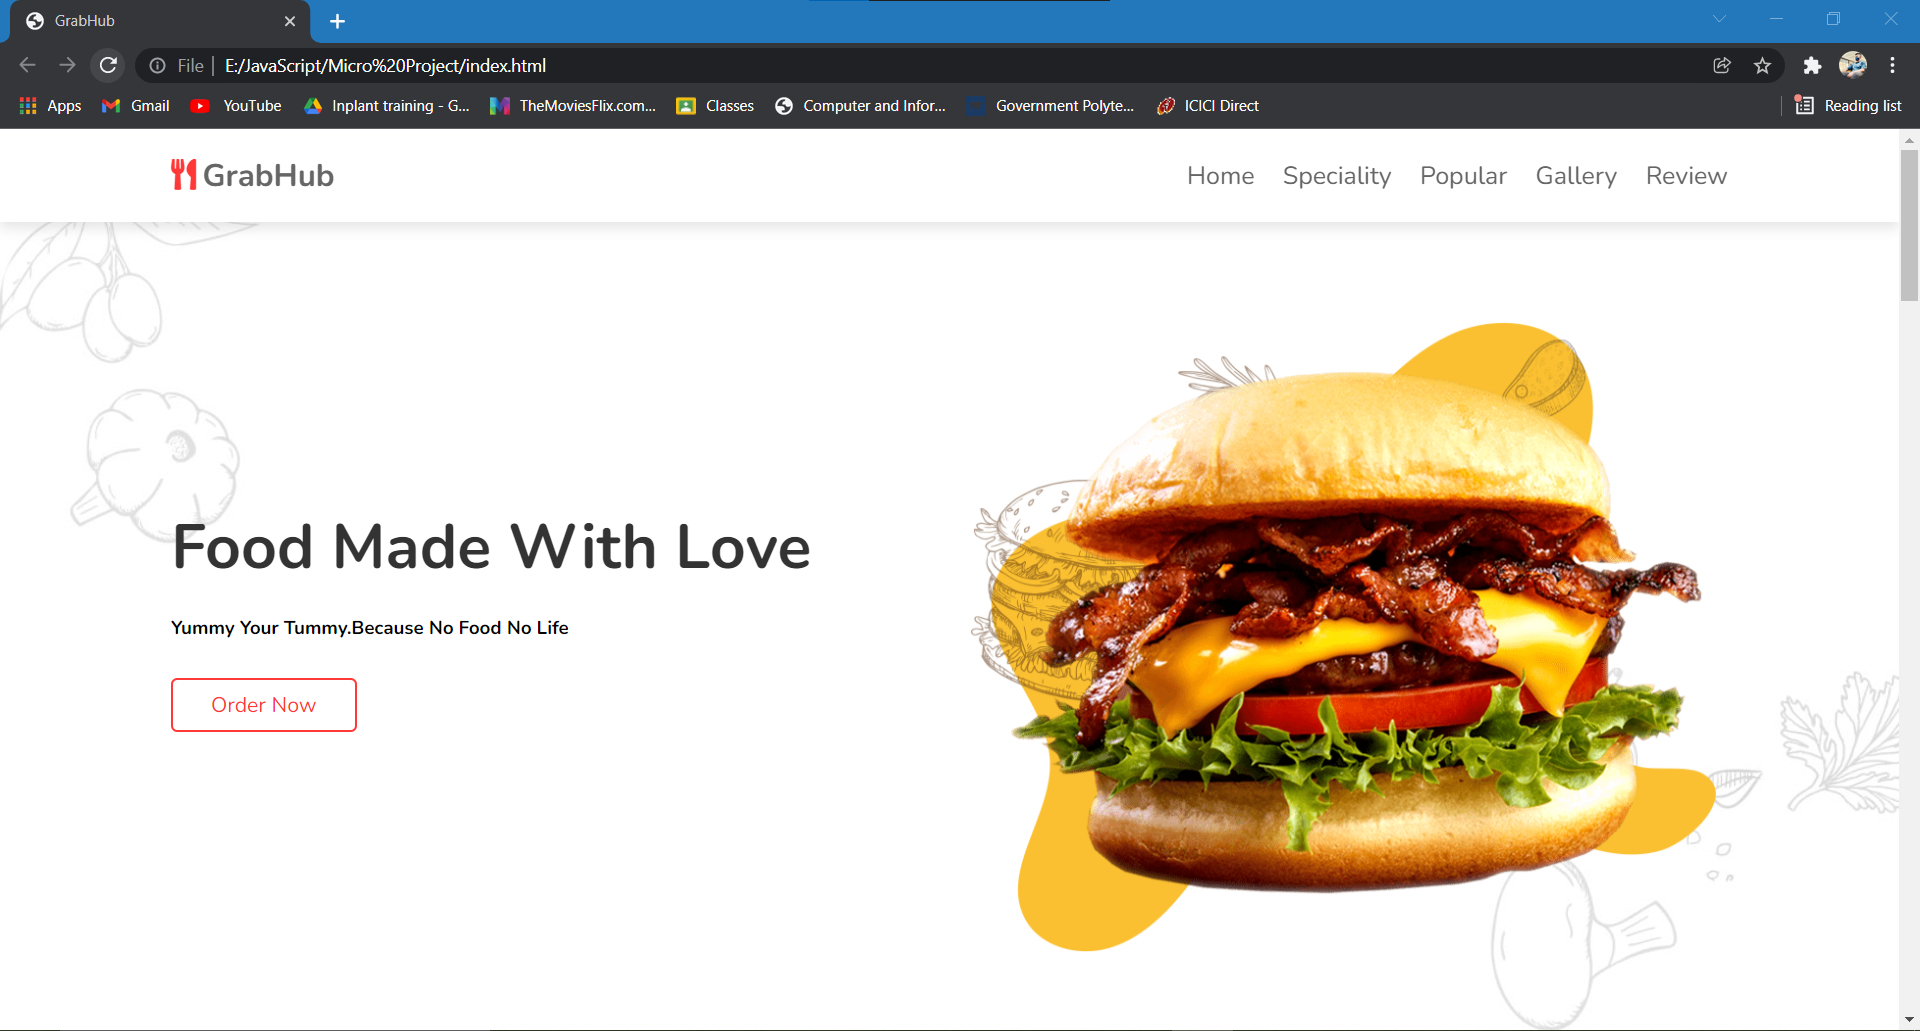 GrabHub
File
E:/JavaScript/Micro%20Project/index.html
Apps
Gmail
YouTube
Inplant training - G...
TheMoviesFlix.com...
Classes
Computer and Infor...
Government Polyte...
ICICI Direct
Reading list
GrabHub
Home
Speciality
Popular
Gallery
Review
Food Made With Love
Yummy Your Tummy.Because No Food No Life
Order Now